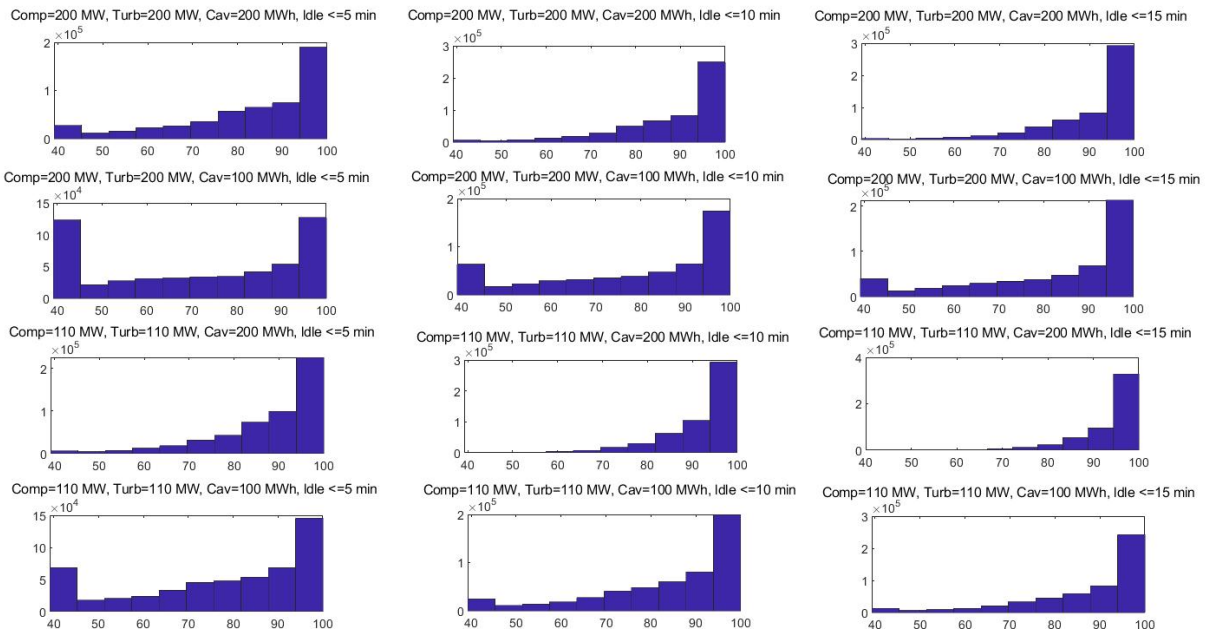 Comp=200 MW, Turb=200 MW, Cav=200 MWh, Idle <=5 min
×10^5
2
1
0
40 50 60 70 80 90 100
Comp=200 MW, Turb=200 MW, Cav=200 MWh, Idle <=10 min
×10^5
3
2
1
0
40 50 60 70 80 90 100
Comp=200 MW, Turb=200 MW, Cav=200 MWh, Idle <=15 min
×10^5
3
2
1
0
40 50 60 70 80 90 100
Comp=200 MW, Turb=200 MW, Cav=100 MWh, Idle <=5 min
×10^4
15
10
5
0
40 50 60 70 80 90 100
Comp=200 MW, Turb=200 MW, Cav=100 MWh, Idle <=10 min
×10^5
2
1
0
40 50 60 70 80 90 100
Comp=200 MW, Turb=200 MW, Cav=100 MWh, Idle <=15 min
×10^5
2
1
0
40 50 60 70 80 90 100
Comp=110 MW, Turb=110 MW, Cav=200 MWh, Idle <=5 min
×10^5
2
1
0
40 50 60 70 80 90 100
Comp=110 MW, Turb=110 MW, Cav=200 MWh, Idle <=10 min
×10^5
3
2
1
0
40 50 60 70 80 90 100
Comp=110 MW, Turb=110 MW, Cav=200 MWh, Idle <=15 min
×10^5
4
2
0
40 50 60 70 80 90 100
Comp=110 MW, Turb=110 MW, Cav=100 MWh, Idle <=5 min
×10^4
15
10
5
0
40 50 60 70 80 90 100
Comp=110 MW, Turb=110 MW, Cav=100 MWh, Idle <=10 min
×10^5
2
1
0
40 50 60 70 80 90 100
Comp=110 MW, Turb=110 MW, Cav=100 MWh, Idle <=15 min
×10^5
3
2
1
0
40 50 60 70 80 90 100